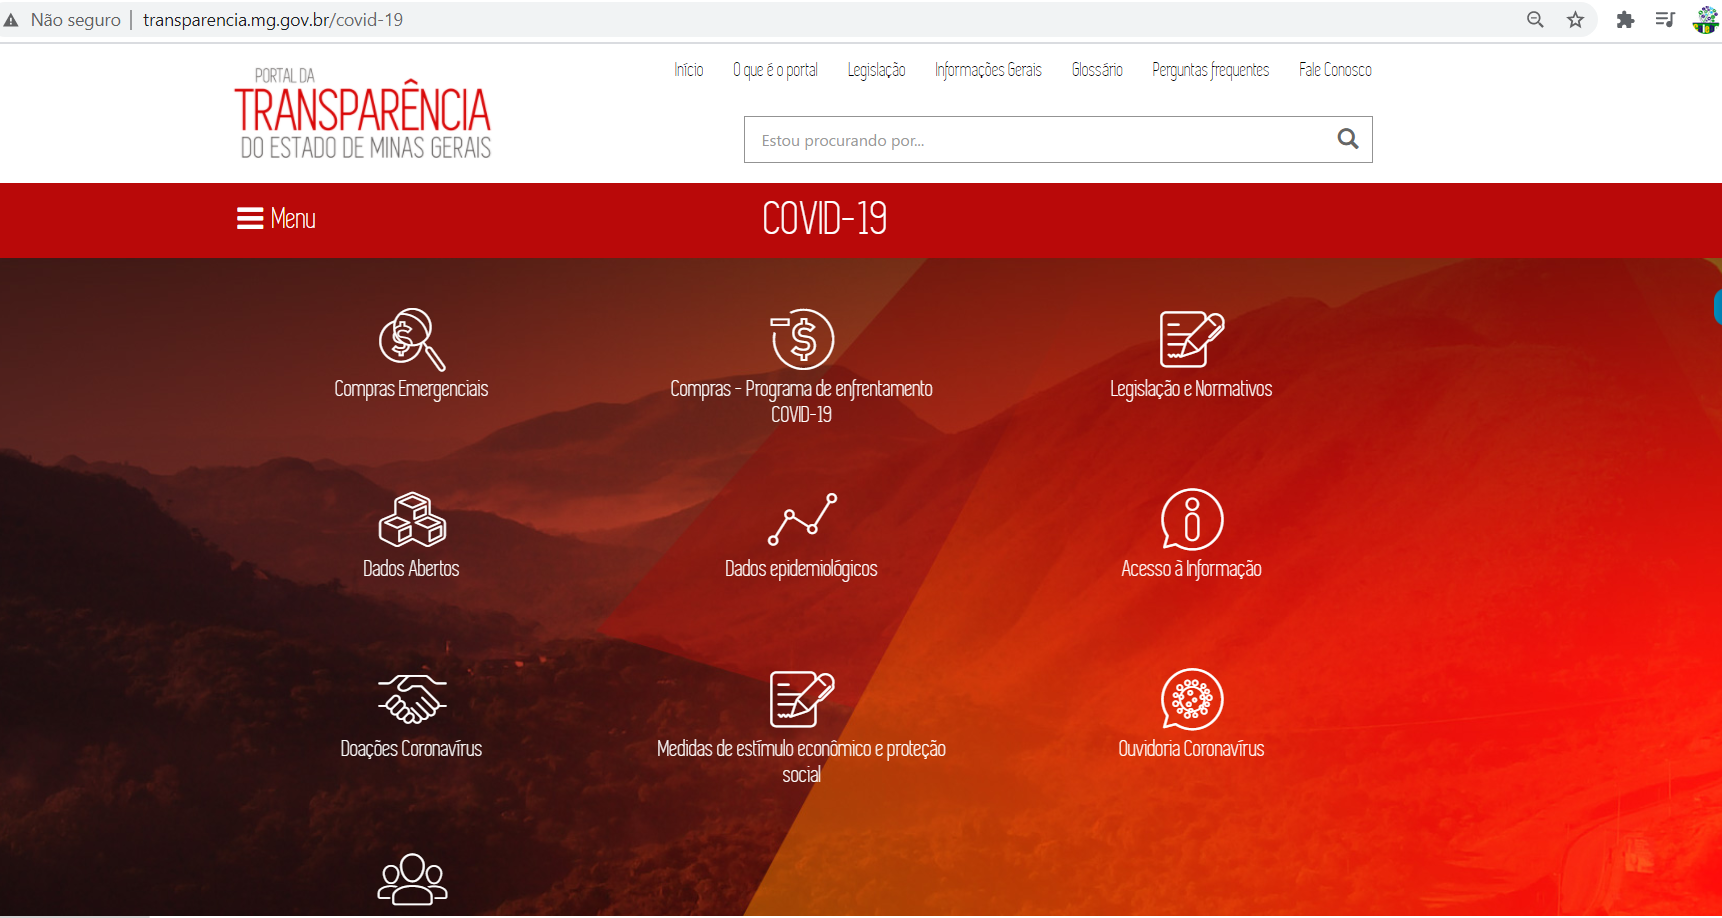 Não seguro | transparencia.mg.gov.br/covid-19
PORTAL DA
TRANSPARÊNCIA
DO ESTADO DE MINAS GERAIS
Início O que é o portal Legislação Informações Gerais Glossário Perguntas frequentes Fale Conosco
Estou procurando por...
Menu
COVID-19
Compras Emergenciais
Compras - Programa de enfrentamento
COVID-19
Legislação e Normativos
Dados Abertos
Dados epidemiológicos
Acesso à Informação
Doações Coronavírus
Medidas de estímulo econômico e proteção
social
Ouvidoria Coronavírus